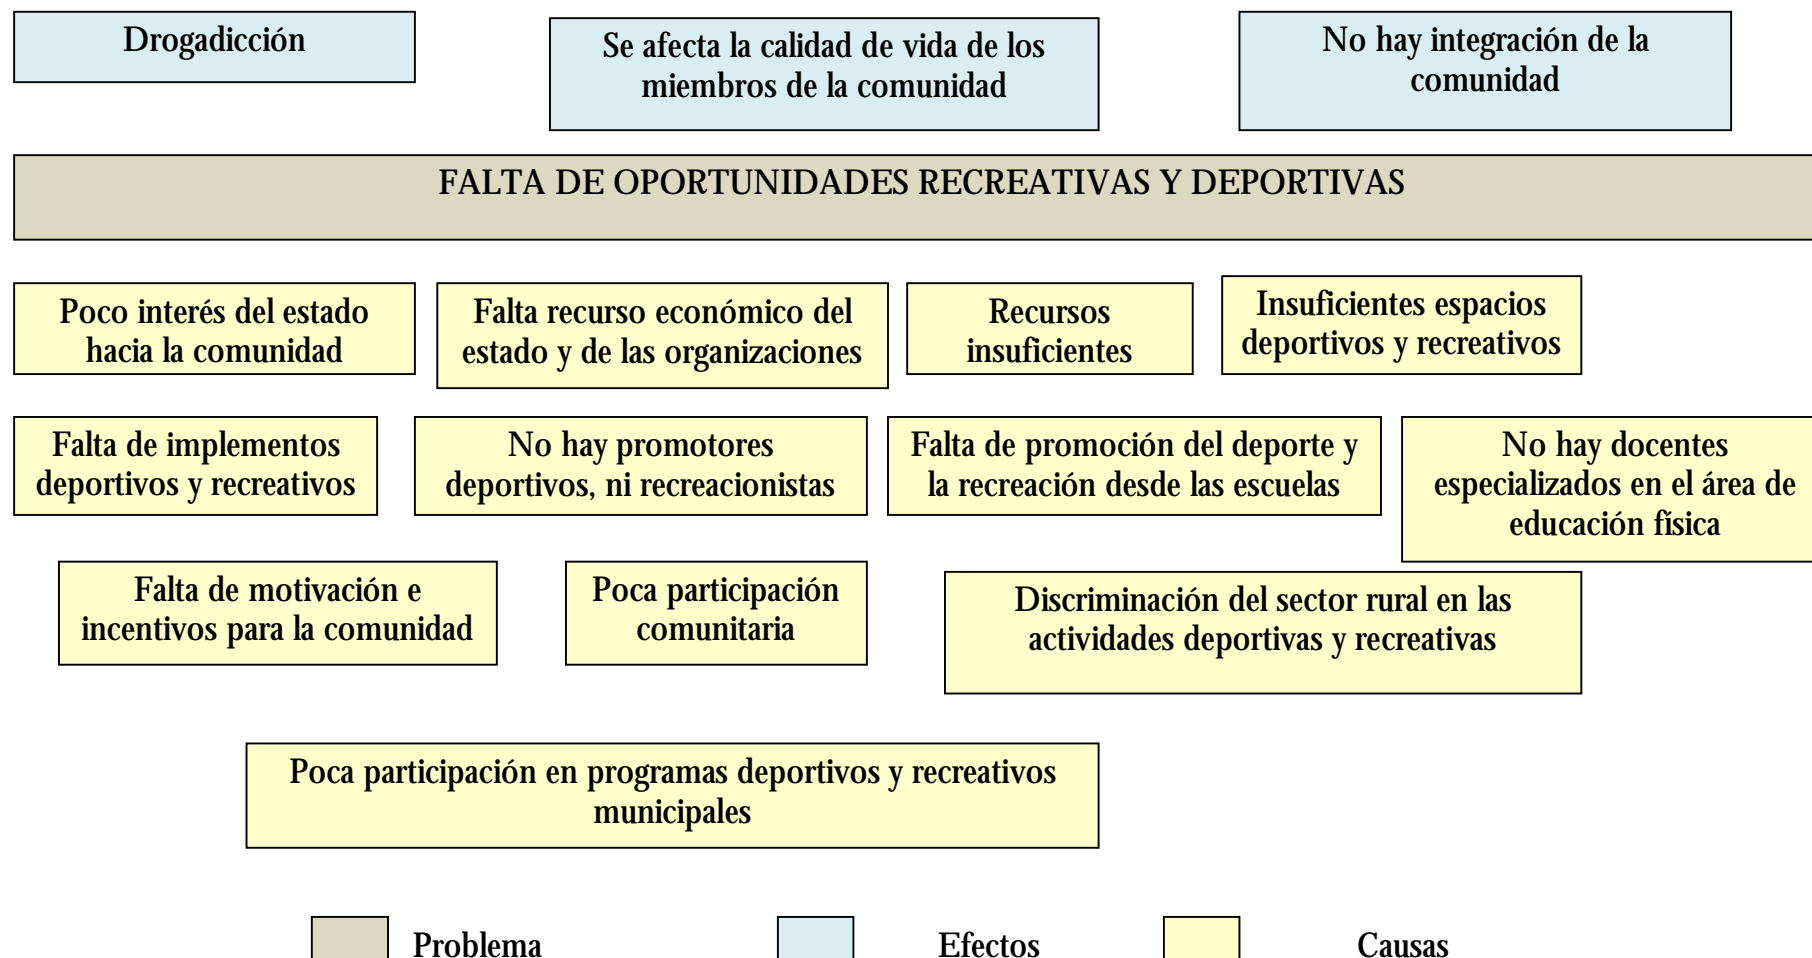 Drogadicción
Se afecta la calidad de vida de los
miembros de la comunidad
No hay integración de la
comunidad
FALTA DE OPORTUNIDADES RECREATIVAS Y DEPORTIVAS
Poco interés del estado
hacia la comunidad
Falta recurso económico del
estado y de las organizaciones
Recursos
insuficientes
Insuficientes espacios
deportivos y recreativos
Falta de implementos
deportivos y recreativos
No hay promotores
deportivos, ni recreacionistas
Falta de promoción del deporte y
la recreación desde las escuelas
No hay docentes
especializados en el área de
educación física
Falta de motivación e
incentivos para la comunidad
Poca participación
comunitaria
Discriminación del sector rural en las
actividades deportivas y recreativas
Poca participación en programas deportivos y recreativos
municipales
Problema
Efectos
Causas